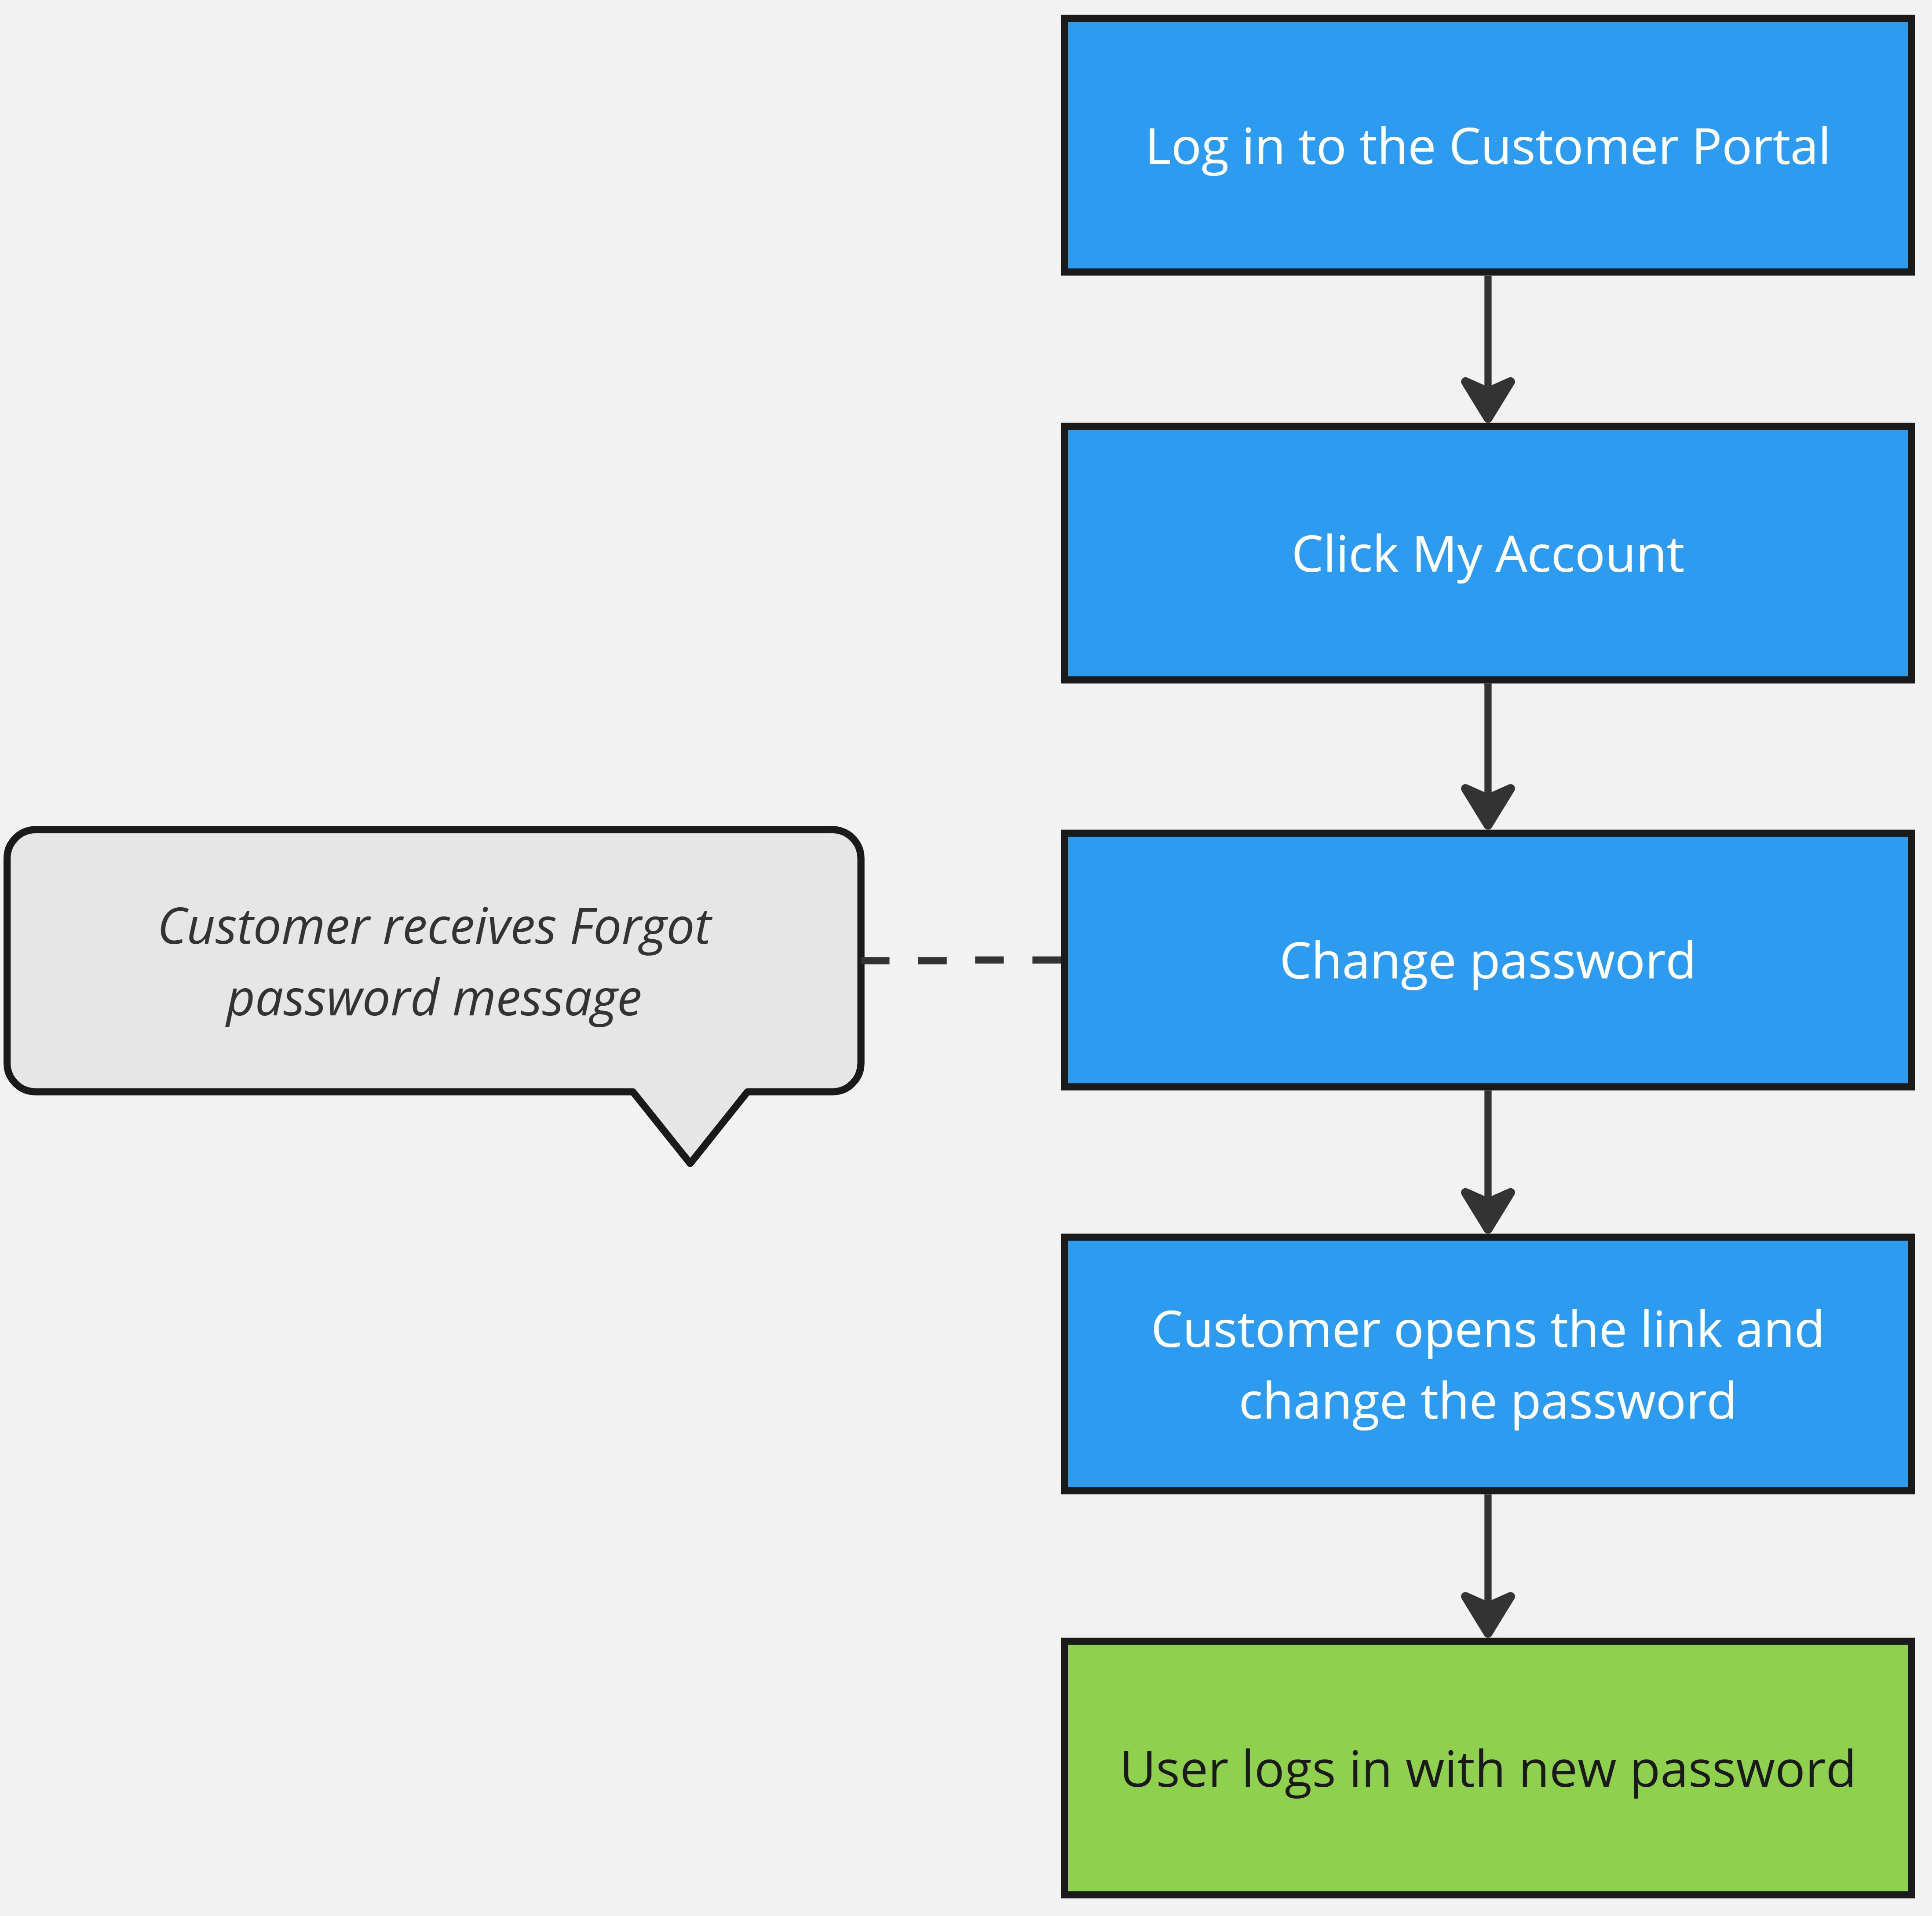 Log in to the Customer Portal
Click My Account
Customer receives Forgot
password message
Change password
Customer opens the link and
change the password
User logs in with new password